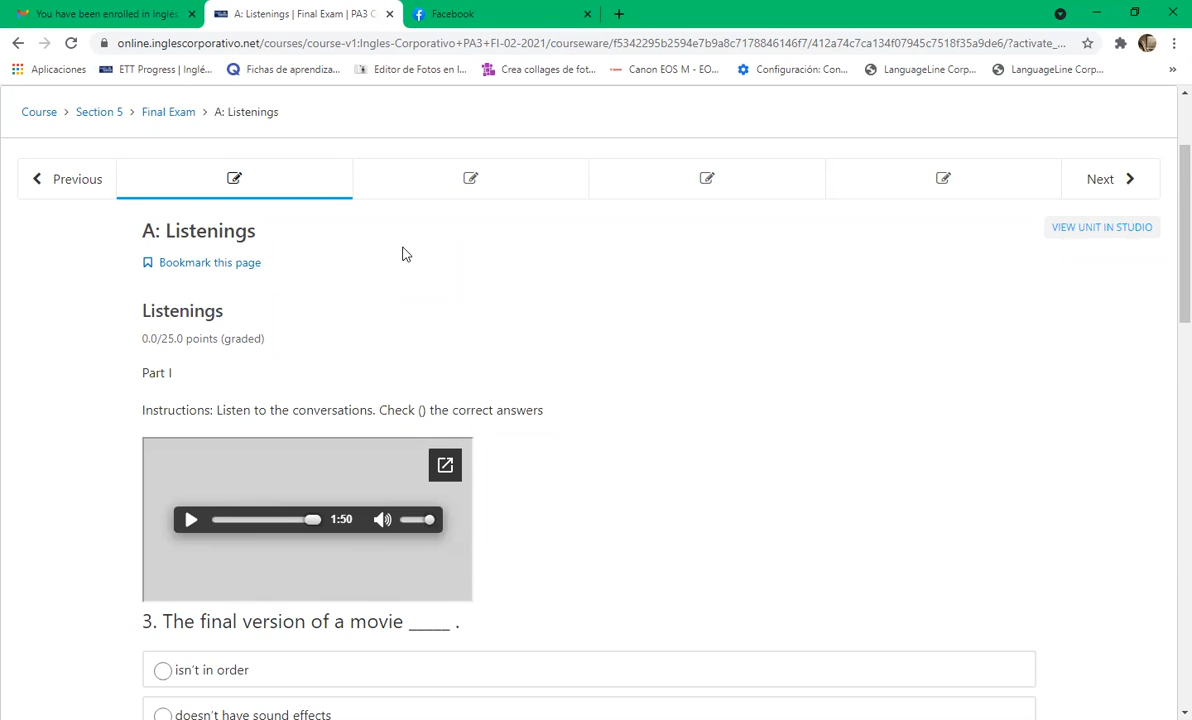 You have been enrolled in Inglés
A: Listenings | Final Exam | PA3 C
Facebook
online.inglescorporativo.net/courses/course-v1:Ingles-Corporativo+PA3+FI-02-2021/courseware/f5342295b2594e7b9a8c7178846146f7/412a74c7ca134f07945c7518f35a9de6/?activate_...
Aplicaciones
ETT Progress | Inglé...
Fichas de aprendiza...
Editor de Fotos en l...
Crea collages de fot...
Canon EOS M - EO...
Configuración: Con...
LanguageLine Corp...
LanguageLine Corp...
»
Course > Section 5 > Final Exam > A: Listenings
Previous
Next
A: Listenings
VIEW UNIT IN STUDIO
Bookmark this page
Listenings
0.0/25.0 points (graded)
Part I
Instructions: Listen to the conversations. Check () the correct answers
1:50
3. The final version of a movie _____ .
isn´t in order
doesn´t have sound effects